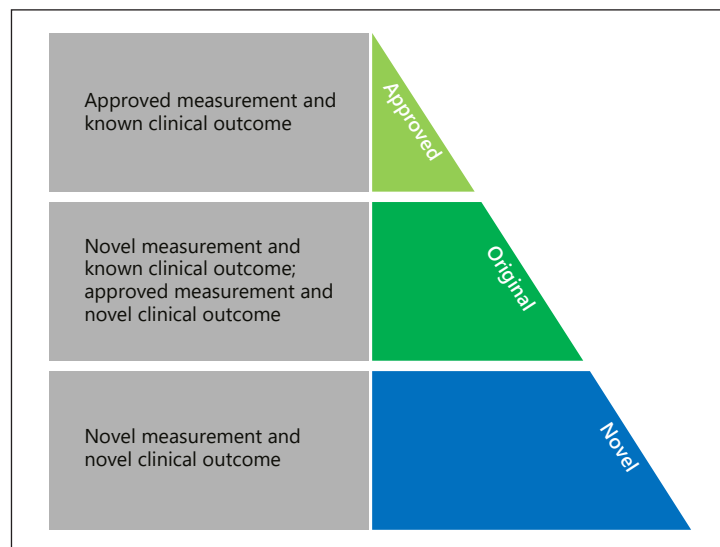 Approved measurement and
known clinical outcome
Approved
Novel measurement and
known clinical outcome;
approved measurement and
novel clinical outcome
Original
Novel measurement and
novel clinical outcome
Novel